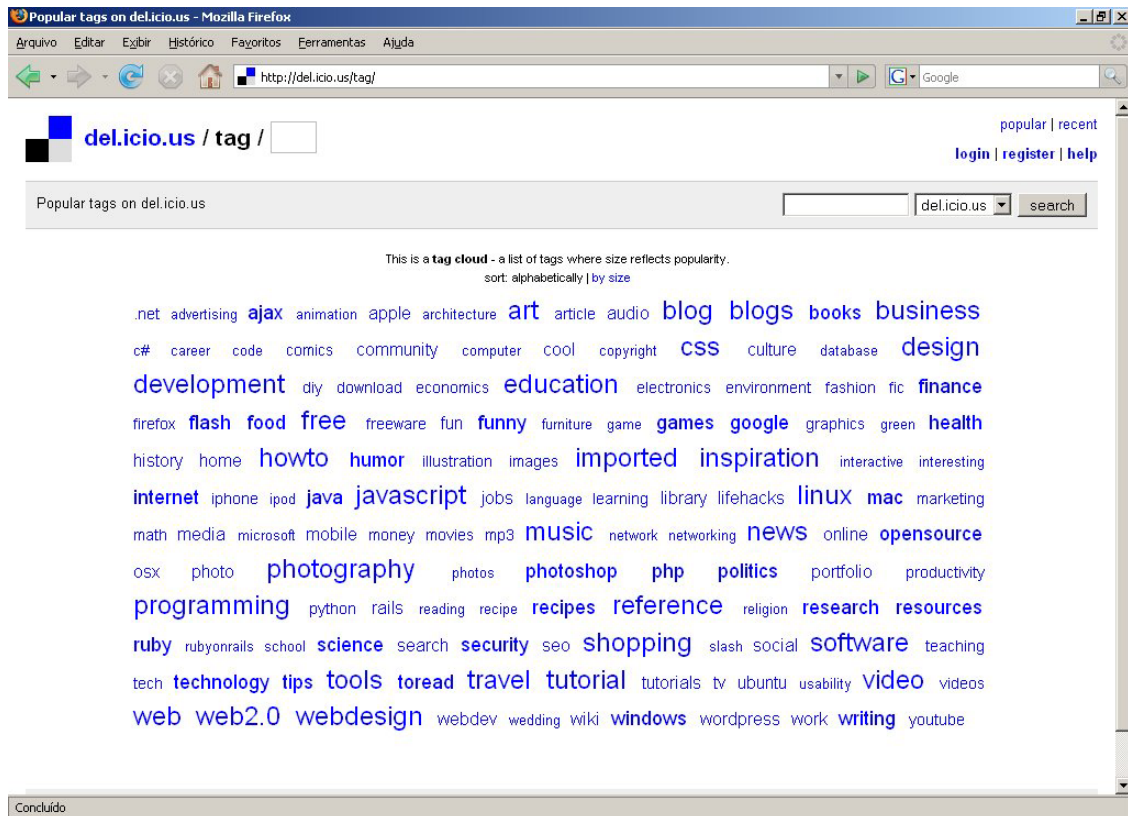 Popular tags on del.icio.us - Mozilla Firefox
Arquivo Editar Exibir Histórico Favoritos Ferramentas Ajuda
http://del.icio.us/tag/ G Google
del.icio.us / tag /
popular | recent
login | register | help
Popular tags on del.icio.us del.icio.us search
This is a tag cloud - a list of tags where size reflects popularity.
sort: alphabetically | by size
.net advertising ajax animation apple architecture art article audio blog blogs books business
c# career code comics community computer cool copyright css culture database design
development diy download economics education electronics environment fashion fic finance
firefox flash food free freeware fun funny furniture game games google graphics green health
history home howto humor illustration images imported inspiration interactive interesting
internet iphone ipod java javascript jobs language learning library lifehacks linux mac marketing
math media microsoft mobile money movies mp3 music network networking news online opensource
osx photo photography photos photoshop php politics portfolio productivity
programming python rails reading recipe recipes reference religion research resources
ruby rubyonrails school science search security seo shopping slash social software teaching
tech technology tips tools toread travel tutorial tutorials tv ubuntu usability video videos
web web2.0 webdesign webdev wedding wiki windows wordpress work writing youtube
Concluído